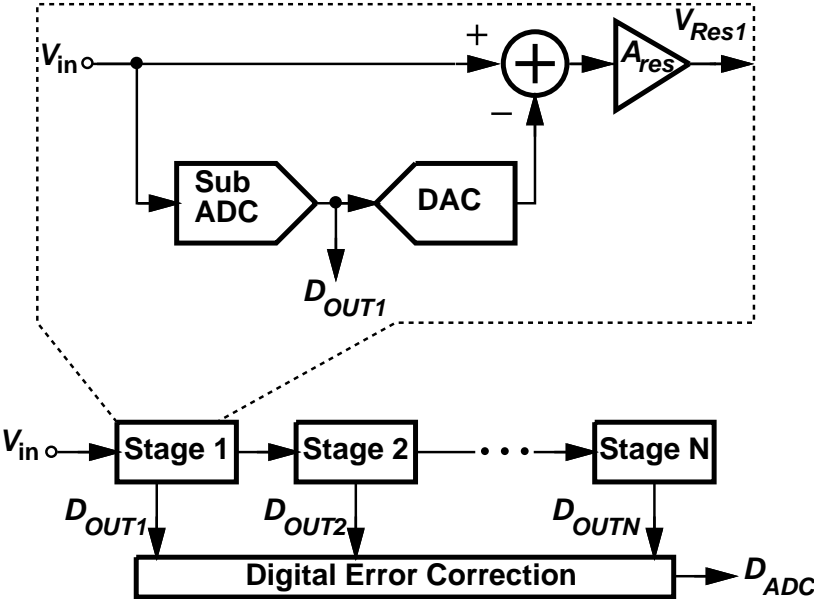 V_Res1
V_in
+
A_res
+
−
Sub
ADC
DAC
D_OUT1
V_in
Stage 1
Stage 2
• • •
Stage N
D_OUT1
D_OUT2
D_OUTN
Digital Error Correction
D_ADC